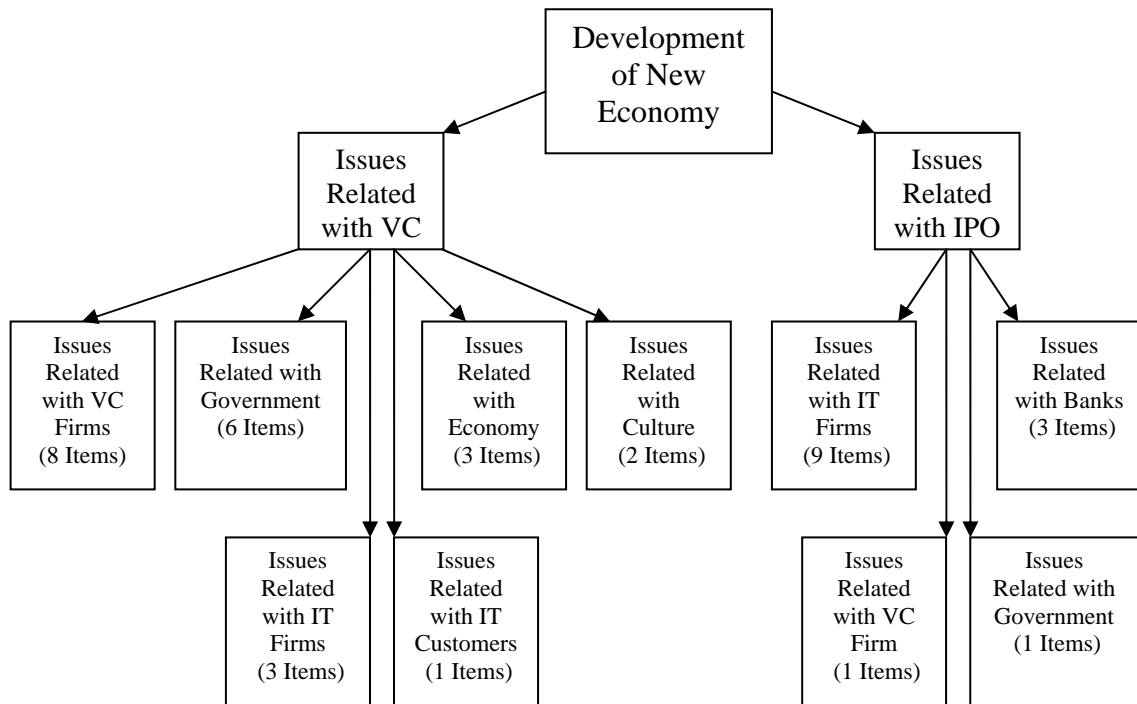 Development
of New
Economy
Issues
Related
with VC
Issues
Related
with IPO
Issues
Related
with VC
Firms
(8 Items)
Issues
Related with
Government
(6 Items)
Issues
Related
with
Economy
(3 Items)
Issues
Related
with
Culture
(2 Items)
Issues
Related
with IT
Firms
(9 Items)
Issues
Related
with Banks
(3 Items)
Issues
Related
with IT
Firms
(3 Items)
Issues
Related
with IT
Customers
(1 Items)
Issues
Related
with VC
Firm
(1 Items)
Issues
Related with
Government
(1 Items)